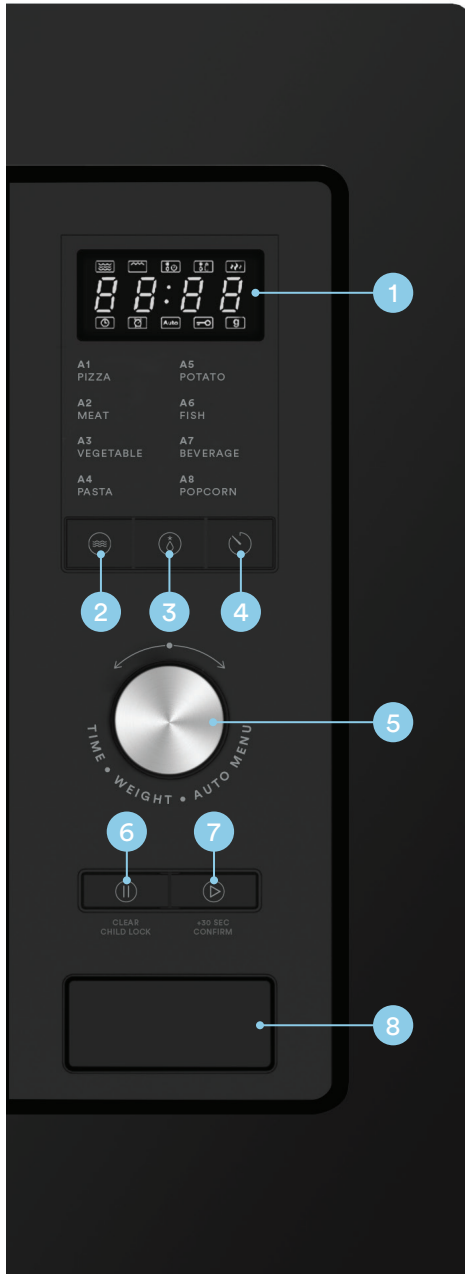 88:88
Auto
g
1
A1
PIZZA
A5
POTATO
A2
MEAT
A6
FISH
A3
VEGETABLE
A7
BEVERAGE
A4
PASTA
A8
POPCORN
2
3
4
5
TIME • WEIGHT • AUTO MENU
6
7
CLEAR
CHILD LOCK
+30 SEC
CONFIRM
8